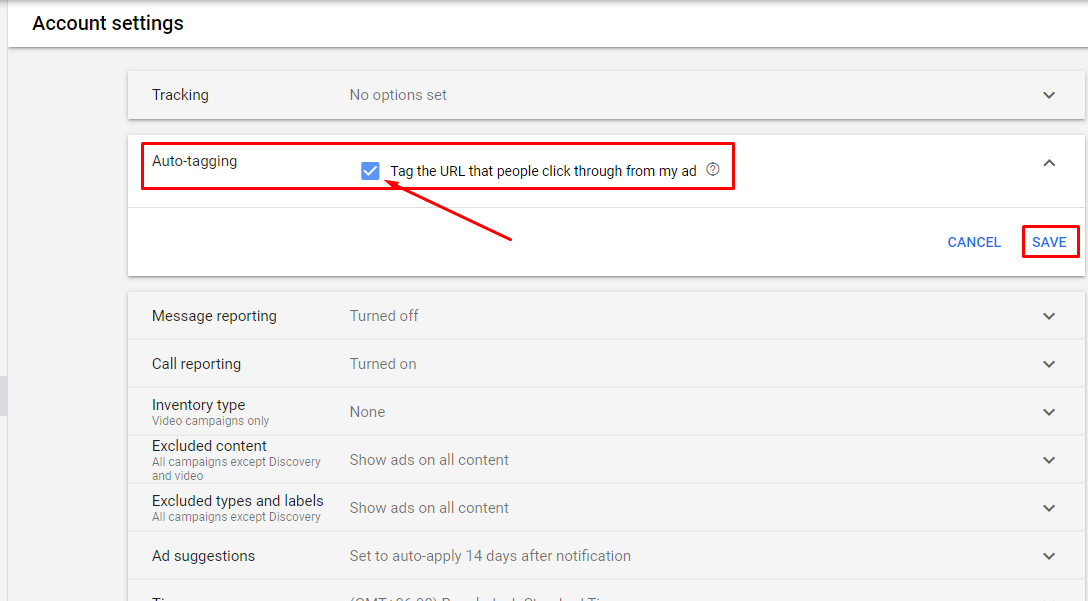 Account settings
Tracking No options set
Auto-tagging Tag the URL that people click through from my ad
CANCEL SAVE
Message reporting Turned off
Call reporting Turned on
Inventory type
Video campaigns only
None
Excluded content
All campaigns except Discovery
and video
Show ads on all content
Excluded types and labels
All campaigns except Discovery
Show ads on all content
Ad suggestions Set to auto-apply 14 days after notification